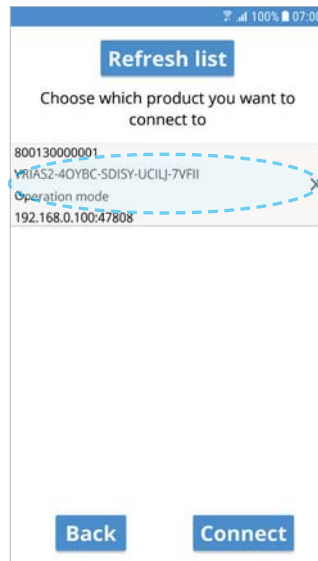 100% 07:00
Refresh list
Choose which product you want to
connect to
800130000001
YRIAS2-4OYBC-SDISY-UCILJ-7VFII
Operation mode
192.168.0.100:47808
Back
Connect